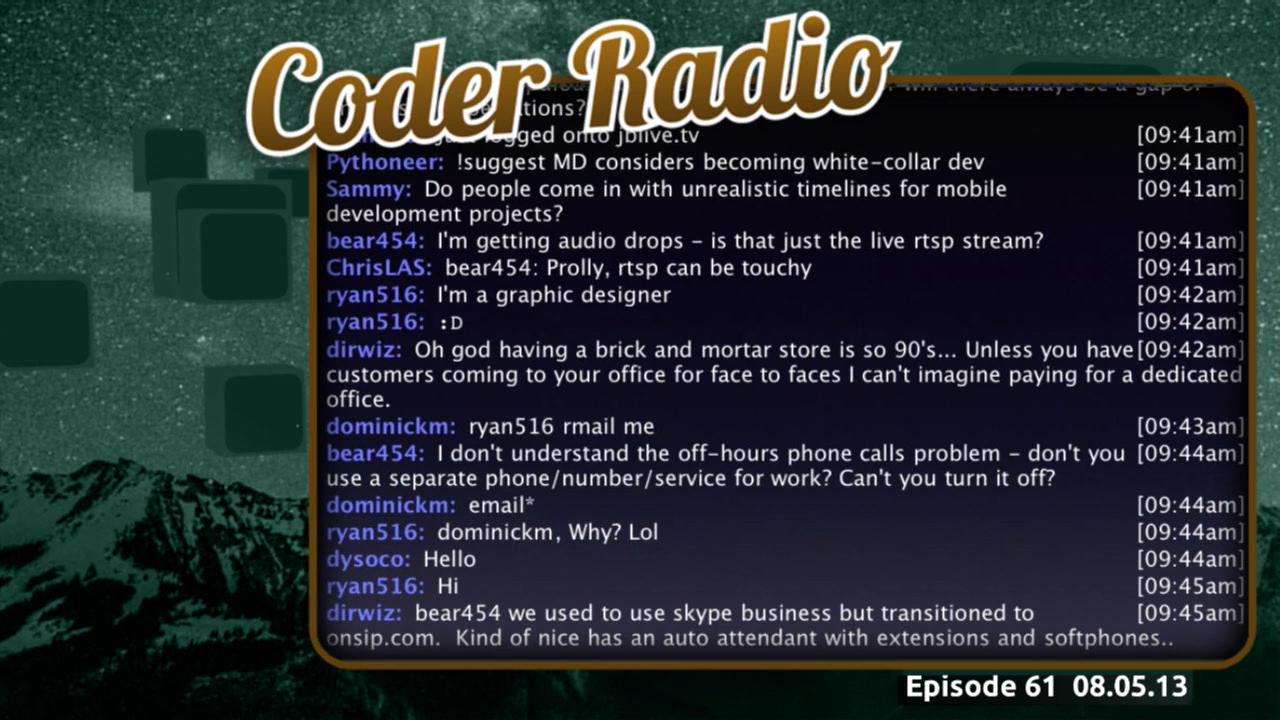 Coder Radio
will there always be a gap of
tions?
logged onto jblive.tv [09:41am]
Pythoneer: !suggest MD considers becoming white-collar dev [09:41am]
Sammy: Do people come in with unrealistic timelines for mobile [09:41am]
development projects?
bear454: I'm getting audio drops - is that just the live rtsp stream? [09:41am]
ChrisLAS: bear454: Prolly, rtsp can be touchy [09:41am]
ryan516: I'm a graphic designer [09:42am]
ryan516: :D [09:42am]
dirwiz: Oh god having a brick and mortar store is so 90's... Unless you have [09:42am]
customers coming to your office for face to faces I can't imagine paying for a dedicated
office.
dominickm: ryan516 rmail me [09:43am]
bear454: I don't understand the off-hours phone calls problem - don't you [09:44am]
use a separate phone/number/service for work? Can't you turn it off?
dominickm: email* [09:44am]
ryan516: dominickm, Why? Lol [09:44am]
dysoco: Hello [09:44am]
ryan516: Hi [09:45am]
dirwiz: bear454 we used to use skype business but transitioned to [09:45am]
onsip.com. Kind of nice has an auto attendant with extensions and softphones..
Episode 61 08.05.13